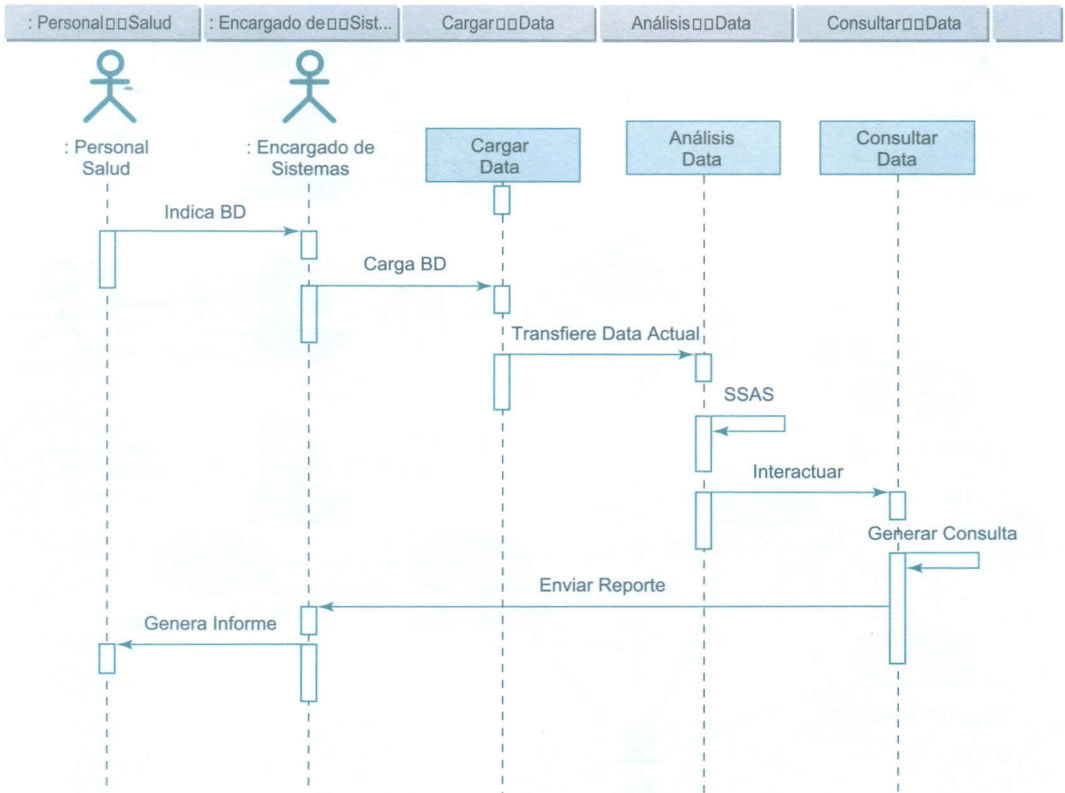 : Personal□□Salud
: Encargado de□□Sist...
Cargar□□Data
Análisis□□Data
Consultar□□Data
: Personal
Salud
: Encargado de
Sistemas
Cargar
Data
Análisis
Data
Consultar
Data
Indica BD
Carga BD
Transfiere Data Actual
SSAS
Interactuar
Generar Consulta
Enviar Reporte
Genera Informe